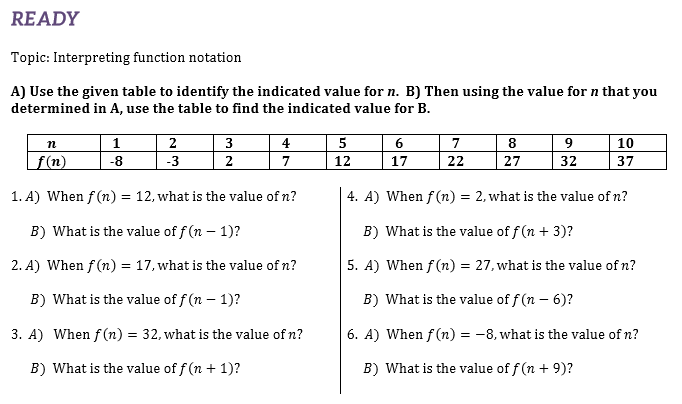 READY
Topic: Interpreting function notation
A) Use the given table to identify the indicated value for n. B) Then using the value for n that you
determined in A, use the table to find the indicated value for B.
n 1 2 3 4 5 6 7 8 9 10
f(n) -8 -3 2 7 12 17 22 27 32 37
1. A) When f(n) = 12, what is the value of n?
B) What is the value of f(n − 1)?
2. A) When f(n) = 17, what is the value of n?
B) What is the value of f(n − 1)?
3. A) When f(n) = 32, what is the value of n?
B) What is the value of f(n + 1)?
4. A) When f(n) = 2, what is the value of n?
B) What is the value of f(n + 3)?
5. A) When f(n) = 27, what is the value of n?
B) What is the value of f(n − 6)?
6. A) When f(n) = −8, what is the value of n?
B) What is the value of f(n + 9)?